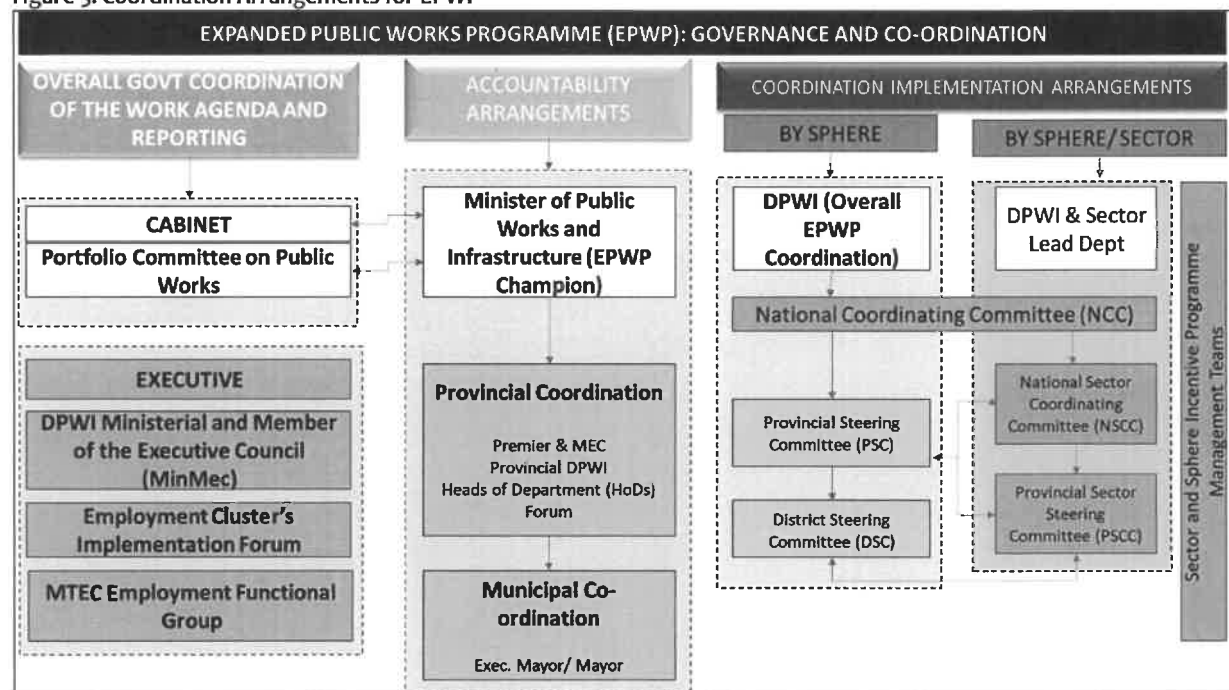 Figure 5. Coordination Arrangements for EPWP
EXPANDED PUBLIC WORKS PROGRAMME (EPWP): GOVERNANCE AND CO-ORDINATION
OVERALL GOVT COORDINATION
OF THE WORK AGENDA AND
REPORTING
CABINET
Portfolio Committee on Public
Works
EXECUTIVE
DPWI Ministerial and Member
of the Executive Council
(MinMec)
Employment Cluster's
Implementation Forum
MTEC Employment Functional
Group
ACCOUNTABILITY
ARRANGEMENTS
Minister of Public
Works and
Infrastructure (EPWP
Champion)
Provincial Coordination
Premier & MEC
Provincial DPWI
Heads of Department (HoDs)
Forum
Municipal Co-
ordination
Exec. Mayor/ Mayor
COORDINATION IMPLEMENTATION ARRANGEMENTS
BY SPHERE
BY SPHERE/SECTOR
DPWI (Overall
EPWP
Coordination)
DPWI & Sector
Lead Dept
National Coordinating Committee (NCC)
Provincial Steering
Committee (PSC)
District Steering
Committee (DSC)
National Sector
Coordinating
Committee (NSCC)
Provincial Sector
Steering
Committee (PSCC)
Sector and Sphere Incentive Programme
Management Teams